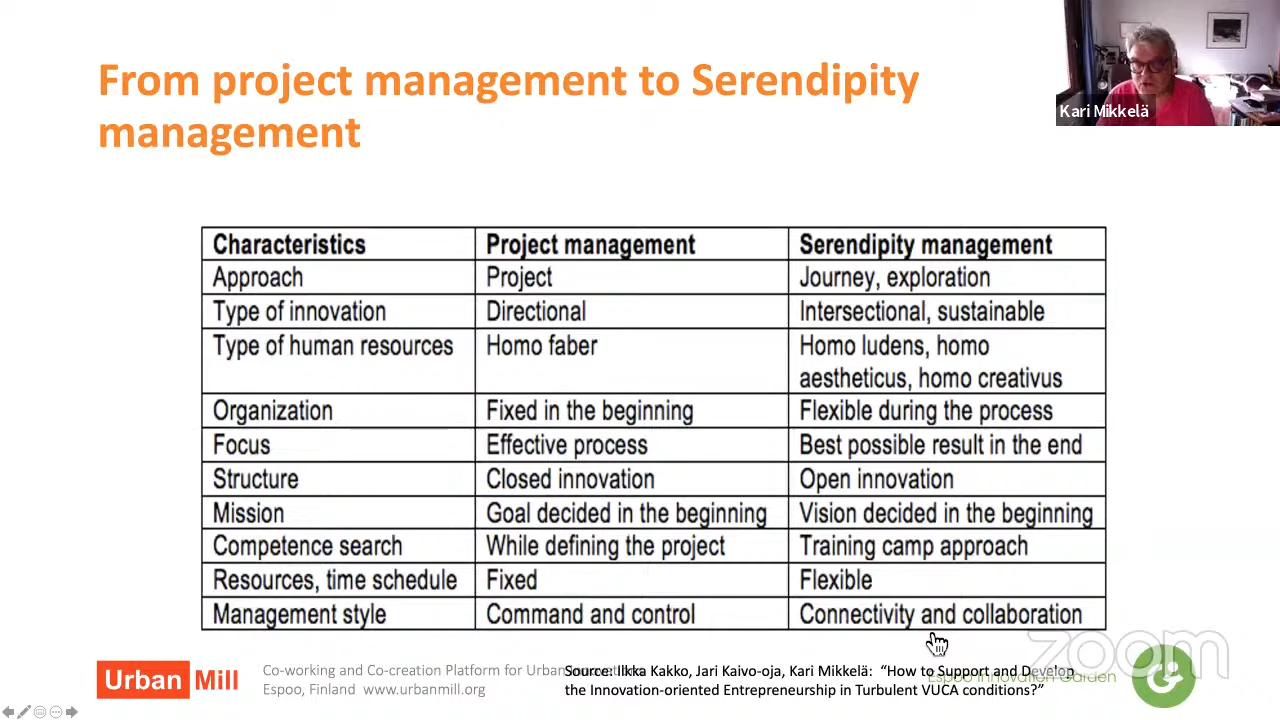 From project management to Serendipity
management
Kari Mikkelä
Characteristics Project management Serendipity management
Approach Project Journey, exploration
Type of innovation Directional Intersectional, sustainable
Type of human resources Homo faber Homo ludens, homo
aestheticus, homo creativus
Organization Fixed in the beginning Flexible during the process
Focus Effective process Best possible result in the end
Structure Closed innovation Open innovation
Mission Goal decided in the beginning Vision decided in the beginning
Competence search While defining the project Training camp approach
Resources, time schedule Fixed Flexible
Management style Command and control Connectivity and collaboration
zoom
Urban Mill
Co-working and Co-creation Platform for Urban
Espoo, Finland www.urbanmill.org
Source: Ilkka Kakko, Jari Kaivo-oja, Kari Mikkelä: “How to Support and Develop
the Innovation-oriented Entrepreneurship in Turbulent VUCA conditions?”
Espoo Innovation Garden